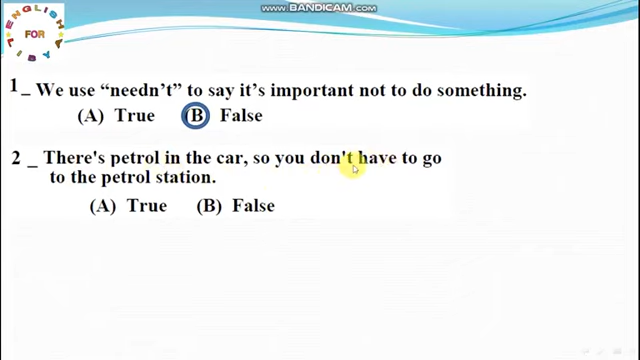 www.BANDICAM.com
ENGLISH FOR LIBYA
1_ We use “needn’t” to say it’s important not to do something.
(A) True (B) False
2 _ There's petrol in the car, so you don't have to go
to the petrol station.
(A) True (B) False